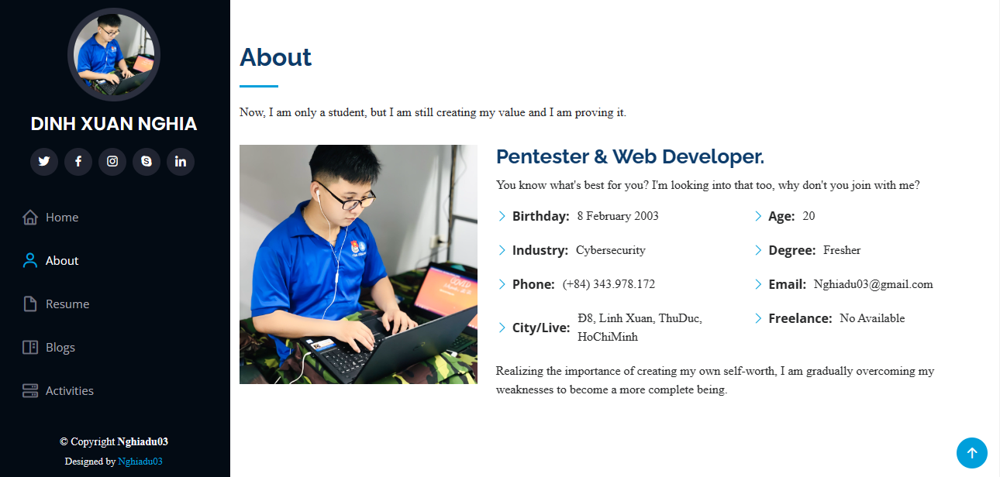 DINH XUAN NGHIA
Home
About
Resume
Blogs
Activities
© Copyright Nghiadu03
Designed by Nghiadu03
About
Now, I am only a student, but I am still creating my value and I am proving it.
COVID
Pentester & Web Developer.
You know what's best for you? I'm looking into that too, why don't you join with me?
Birthday: 8 February 2003
Age: 20
Industry: Cybersecurity
Degree: Fresher
Phone: (+84) 343.978.172
Email: Nghiadu03@gmail.com
City/Live: Đ8, Linh Xuan, ThuDuc,
HoChiMinh
Freelance: No Available
Realizing the importance of creating my own self-worth, I am gradually overcoming my
weaknesses to become a more complete being.